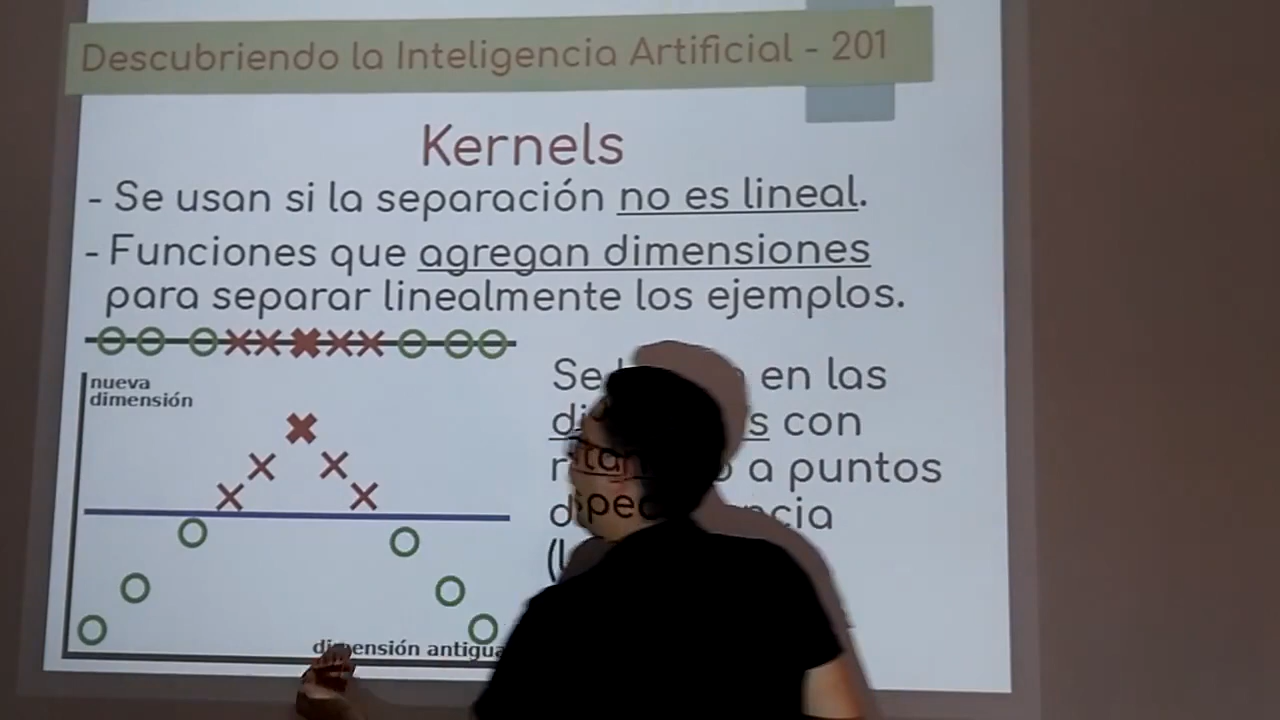 Descubriendo la Inteligencia Artificial - 201
Kernels
- Se usan si la separación no es lineal.
- Funciones que agregan dimensiones
para separar linealmente los ejemplos.
nueva
dimensión
dimensión antigua
Se en las
con
a puntos